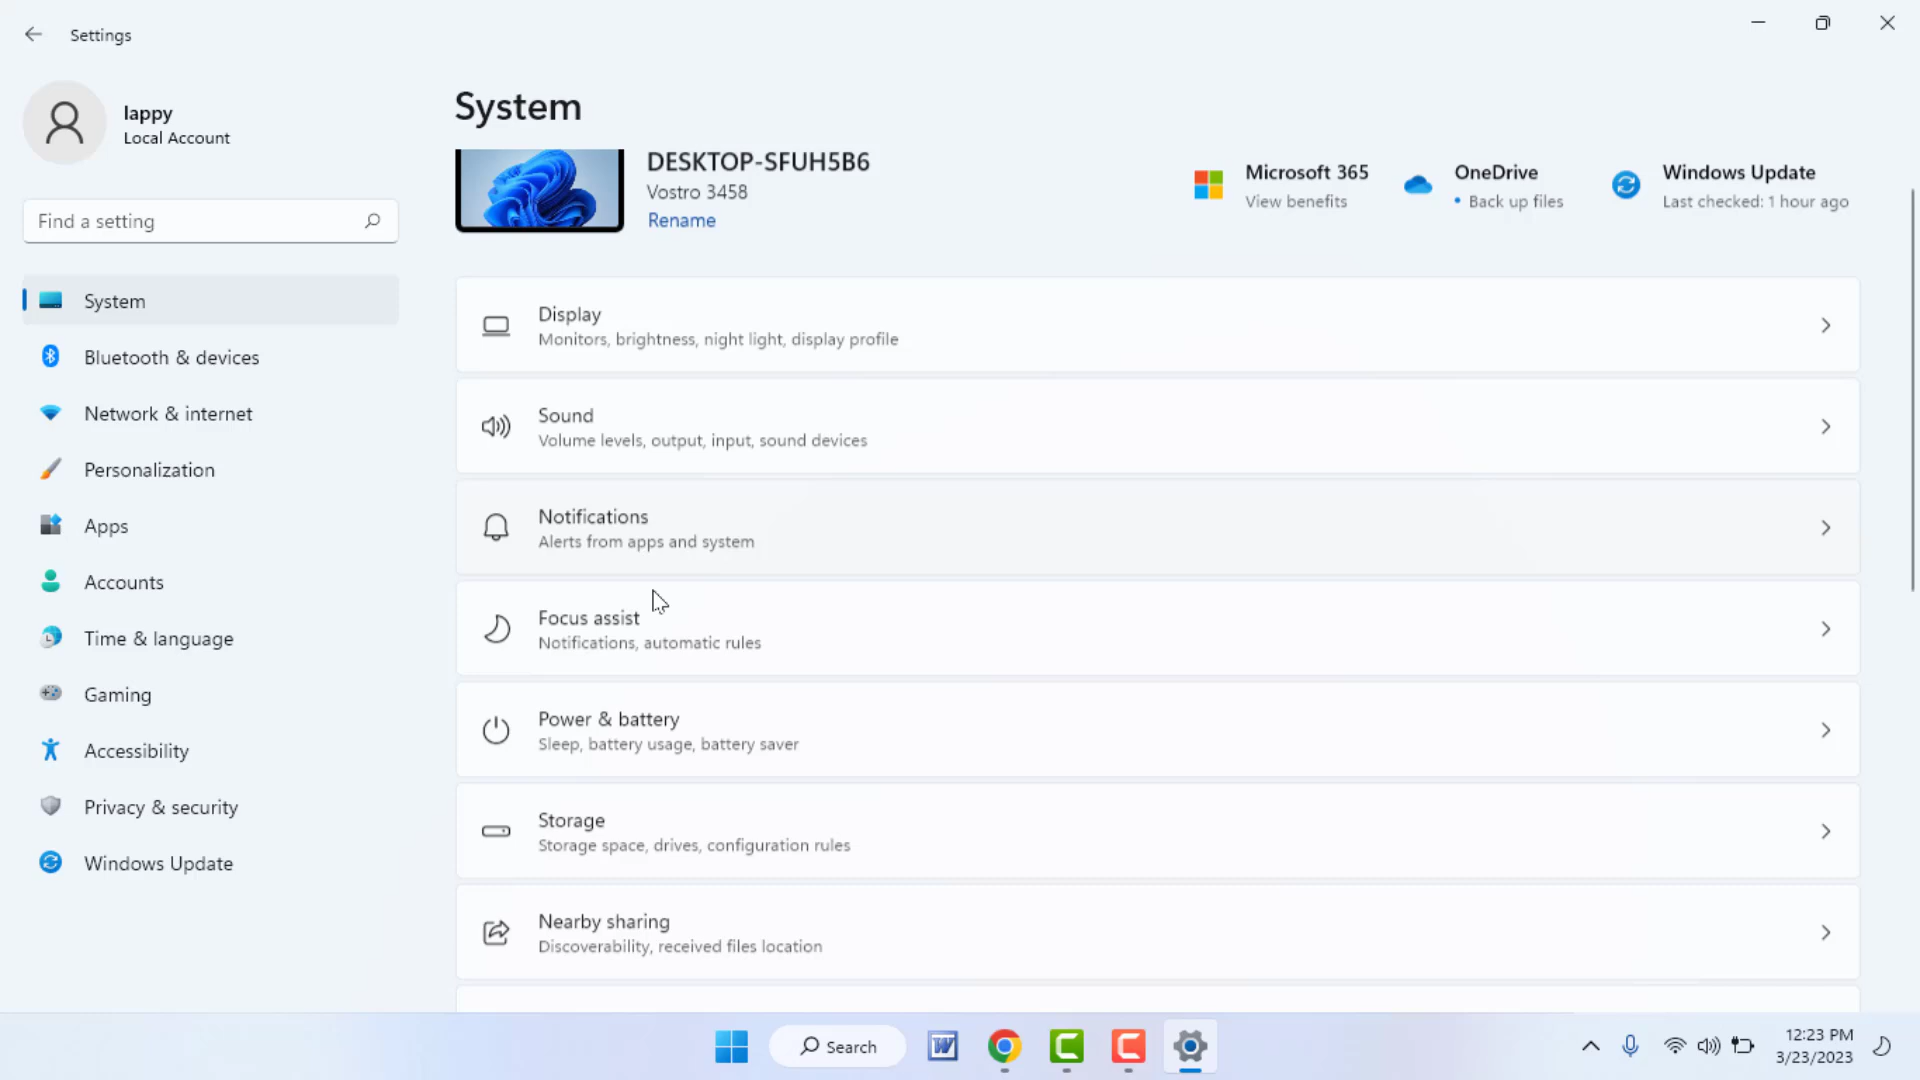 Settings
lappy
Local Account
Find a setting
System
Bluetooth & devices
Network & internet
Personalization
Apps
Accounts
Time & language
Gaming
Accessibility
Privacy & security
Windows Update
System
DESKTOP-SFUH5B6
Vostro 3458
Rename
Microsoft 365
View benefits
OneDrive
• Back up files
Windows Update
Last checked: 1 hour ago
Display
Monitors, brightness, night light, display profile
Sound
Volume levels, output, input, sound devices
Notifications
Alerts from apps and system
Focus assist
Notifications, automatic rules
Power & battery
Sleep, battery usage, battery saver
Storage
Storage space, drives, configuration rules
Nearby sharing
Discoverability, received files location
Search
12:23 PM
3/23/2023